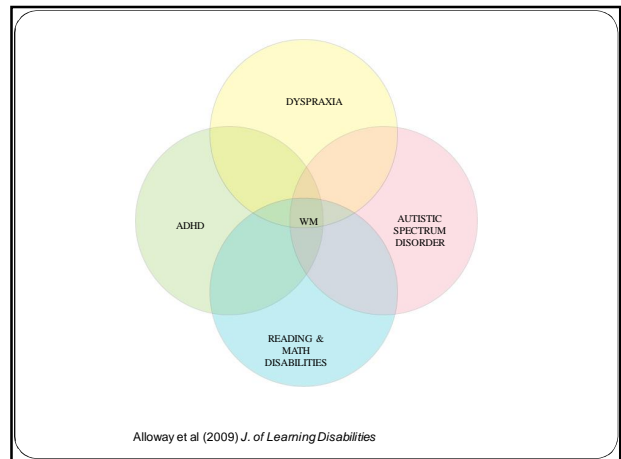 DYSPRAXIA
ADHD
WM
AUTISTIC
SPECTRUM
DISORDER
READING &
MATH
DISABILITIES
Alloway et al (2009) J. of Learning Disabilities